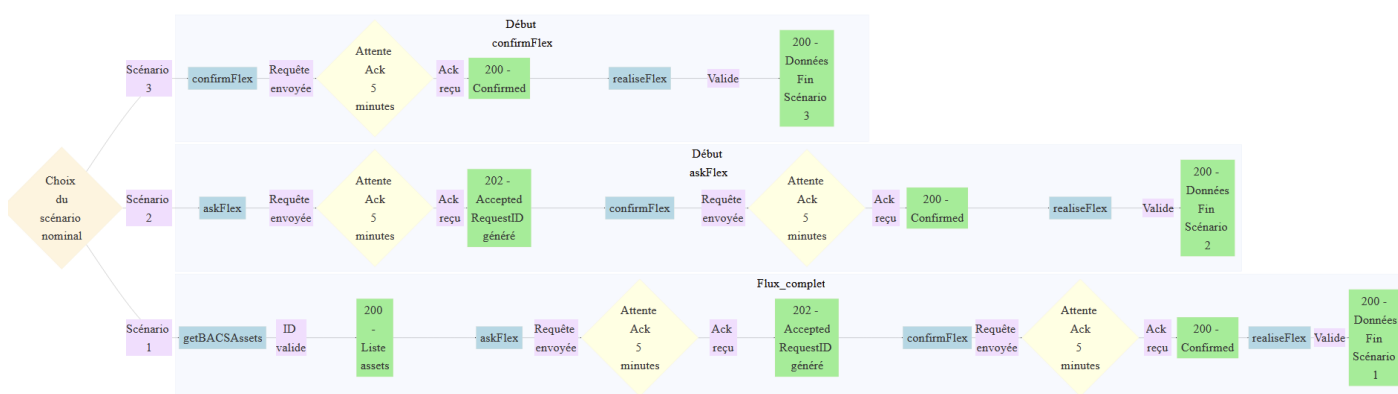 Début
confirmFlex
Scénario
3
confirmFlex
Requête
envoyée
Attente
Ack
5
minutes
Ack
reçu
200 -
Confirmed
realiseFlex
Valide
200 -
Données
Fin
Scénario
3
Choix
du
scénario
nominal
Début
askFlex
Scénario
2
askFlex
Requête
envoyée
Attente
Ack
5
minutes
Ack
reçu
202 -
Accepted
RequestID
généré
confirmFlex
Requête
envoyée
Attente
Ack
5
minutes
Ack
reçu
200 -
Confirmed
realiseFlex
Valide
200 -
Données
Fin
Scénario
2
Flux_complet
Scénario
1
getBACSAssets
ID
valide
200
-
Liste
assets
askFlex
Requête
envoyée
Attente
Ack
5
minutes
Ack
reçu
202 -
Accepted
RequestID
généré
confirmFlex
Requête
envoyée
Attente
Ack
5
minutes
Ack
reçu
200 -
Confirmed
realiseFlex
Valide
200 -
Données
Fin
Scénario
1